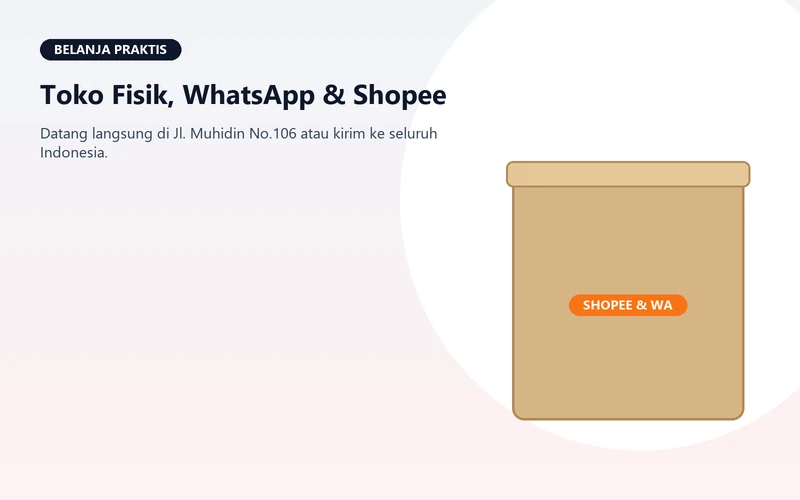 BELANJA PRAKTIS
Toko Fisik, WhatsApp & Shopee
Datang langsung di Jl. Muhidin No.106 atau kirim ke seluruh
Indonesia.
SHOPEE & WA